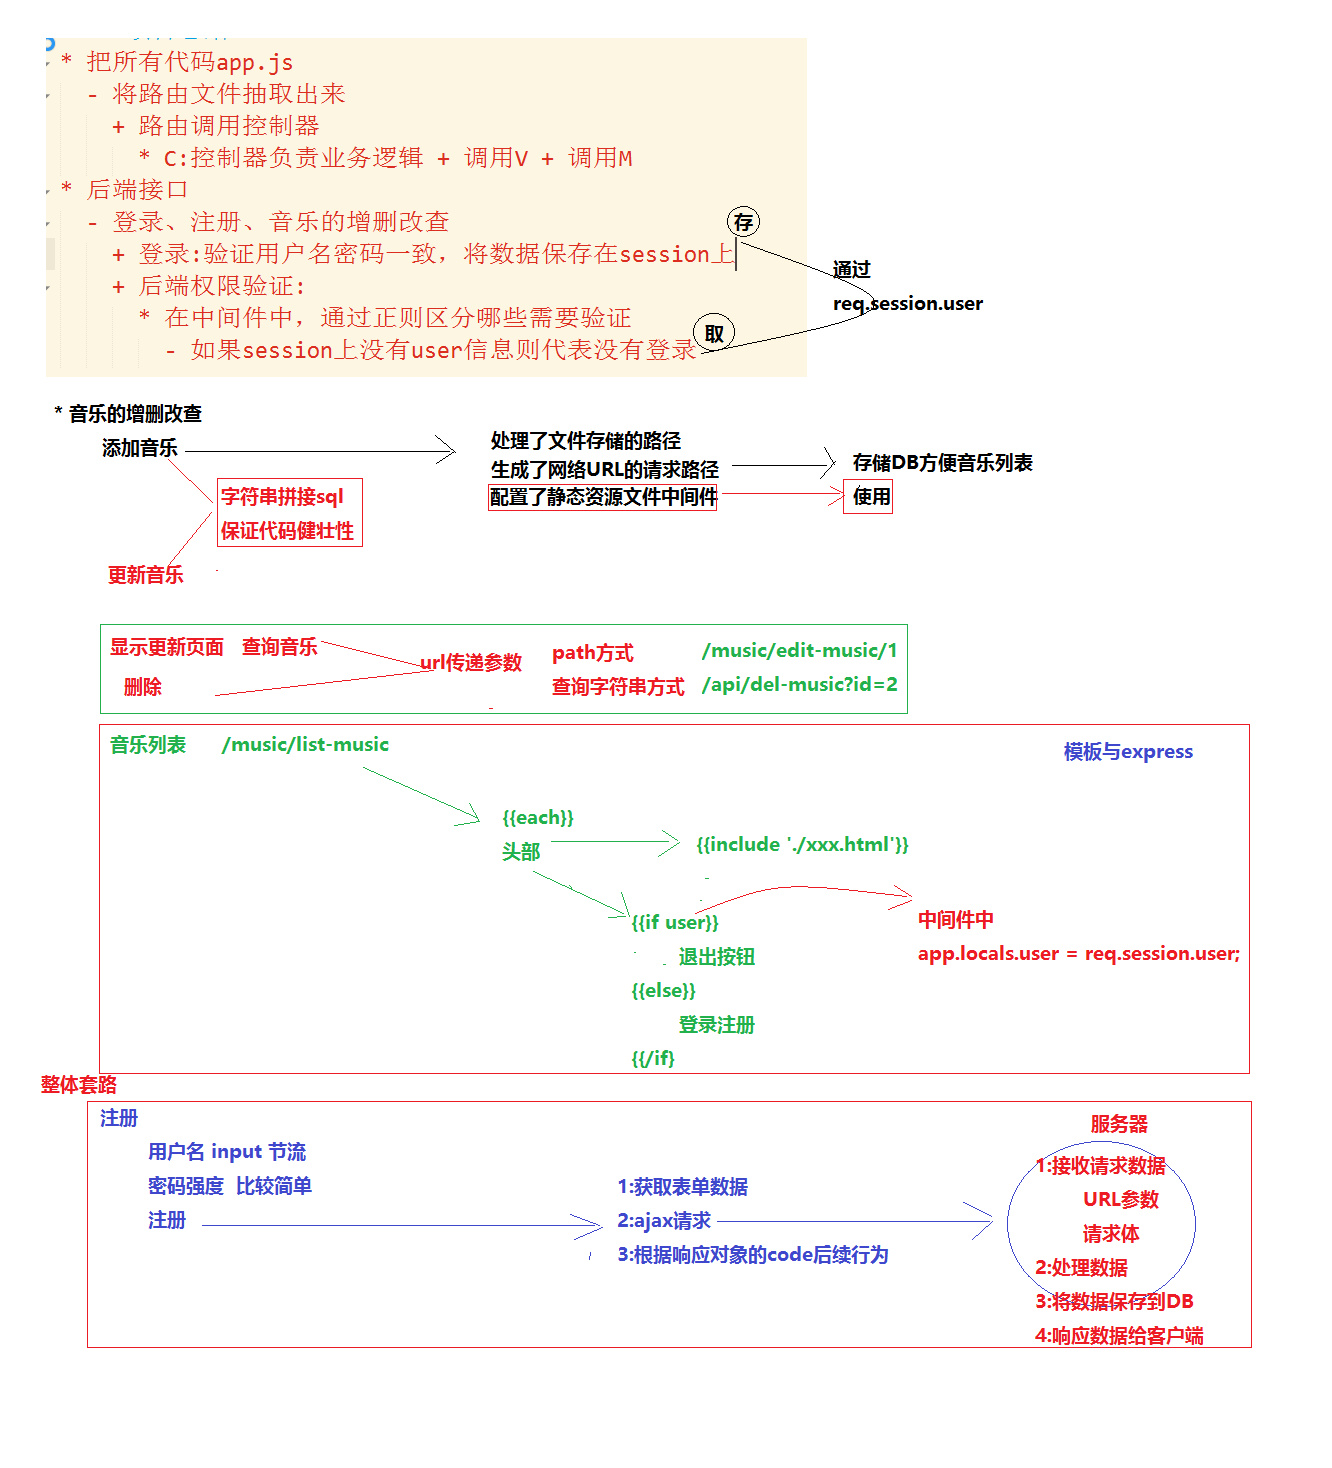 * 把所有代码app.js
- 将路由文件抽取出来
+ 路由调用控制器
* C:控制器负责业务逻辑 + 调用V + 调用M
* 后端接口
- 登录、注册、音乐的增删改查
存
+ 登录:验证用户名密码一致，将数据保存在session上
通过
+ 后端权限验证:
req.session.user
* 在中间件中，通过正则区分哪些需要验证
取
- 如果session上没有user信息则代表没有登录
* 音乐的增删改查
添加音乐
处理了文件存储的路径
生成了网络URL的请求路径
配置了静态资源文件中间件
存储DB方便音乐列表
使用
字符串拼接sql
保证代码健壮性
更新音乐
显示更新页面 查询音乐
删除
url传递参数
path方式 /music/edit-music/1
查询字符串方式 /api/del-music?id=2
音乐列表 /music/list-music
模板与express
{{each}}
头部
{{include './xxx.html'}}
{{if user}}
退出按钮
{{else}}
登录注册
{{/if}
中间件中
app.locals.user = req.session.user;
整体套路
注册
用户名 input 节流
密码强度 比较简单
注册
1:获取表单数据
2:ajax请求
3:根据响应对象的code后续行为
服务器
1:接收请求数据
URL参数
请求体
2:处理数据
3:将数据保存到DB
4:响应数据给客户端